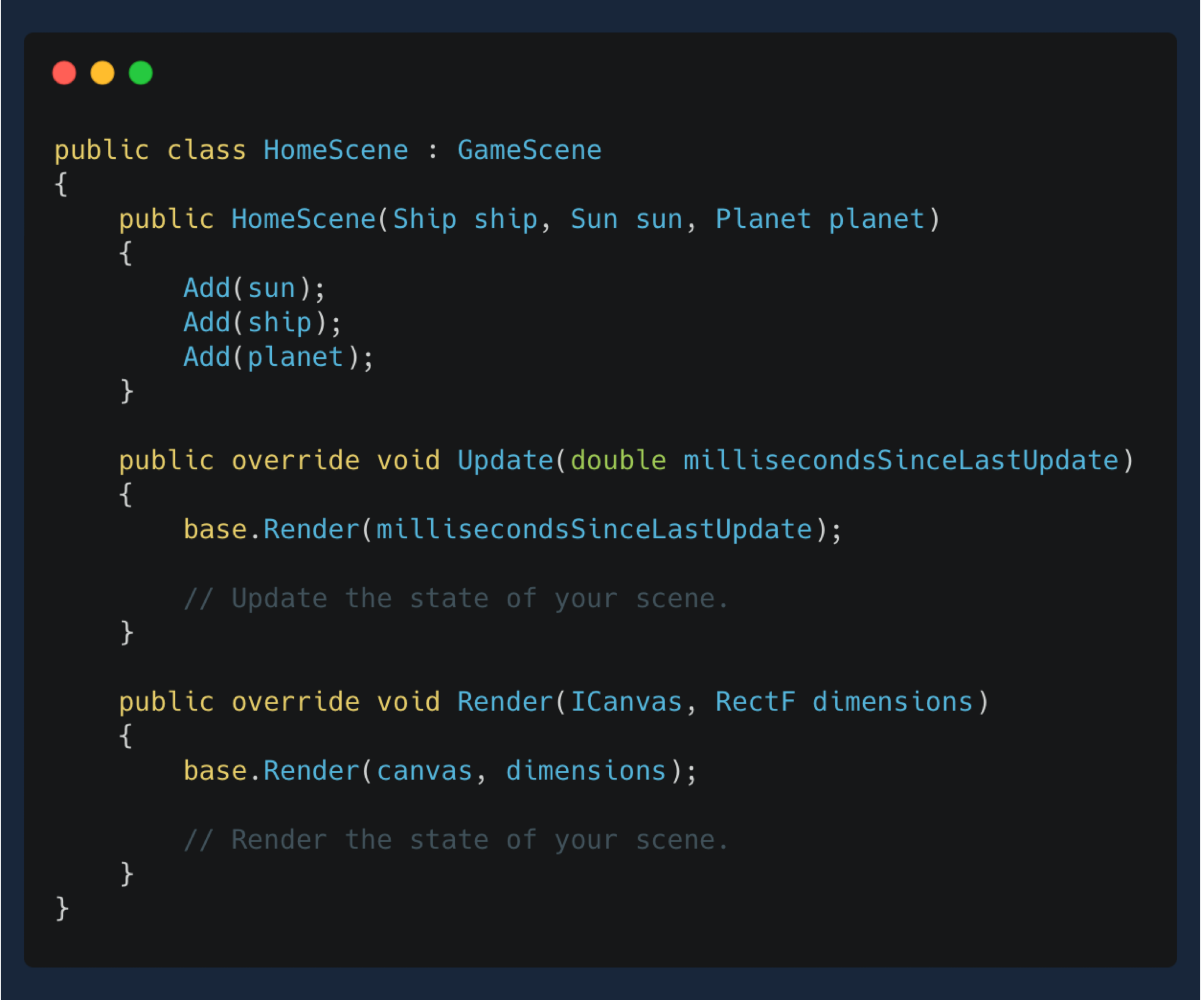 public class HomeScene : GameScene
{
    public HomeScene(Ship ship, Sun sun, Planet planet)
    {
        Add(sun);
        Add(ship);
        Add(planet);
    }

    public override void Update(double millisecondsSinceLastUpdate)
    {
        base.Render(millisecondsSinceLastUpdate);

        // Update the state of your scene.
    }

    public override void Render(ICanvas, RectF dimensions)
    {
        base.Render(canvas, dimensions);

        // Render the state of your scene.
    }
}